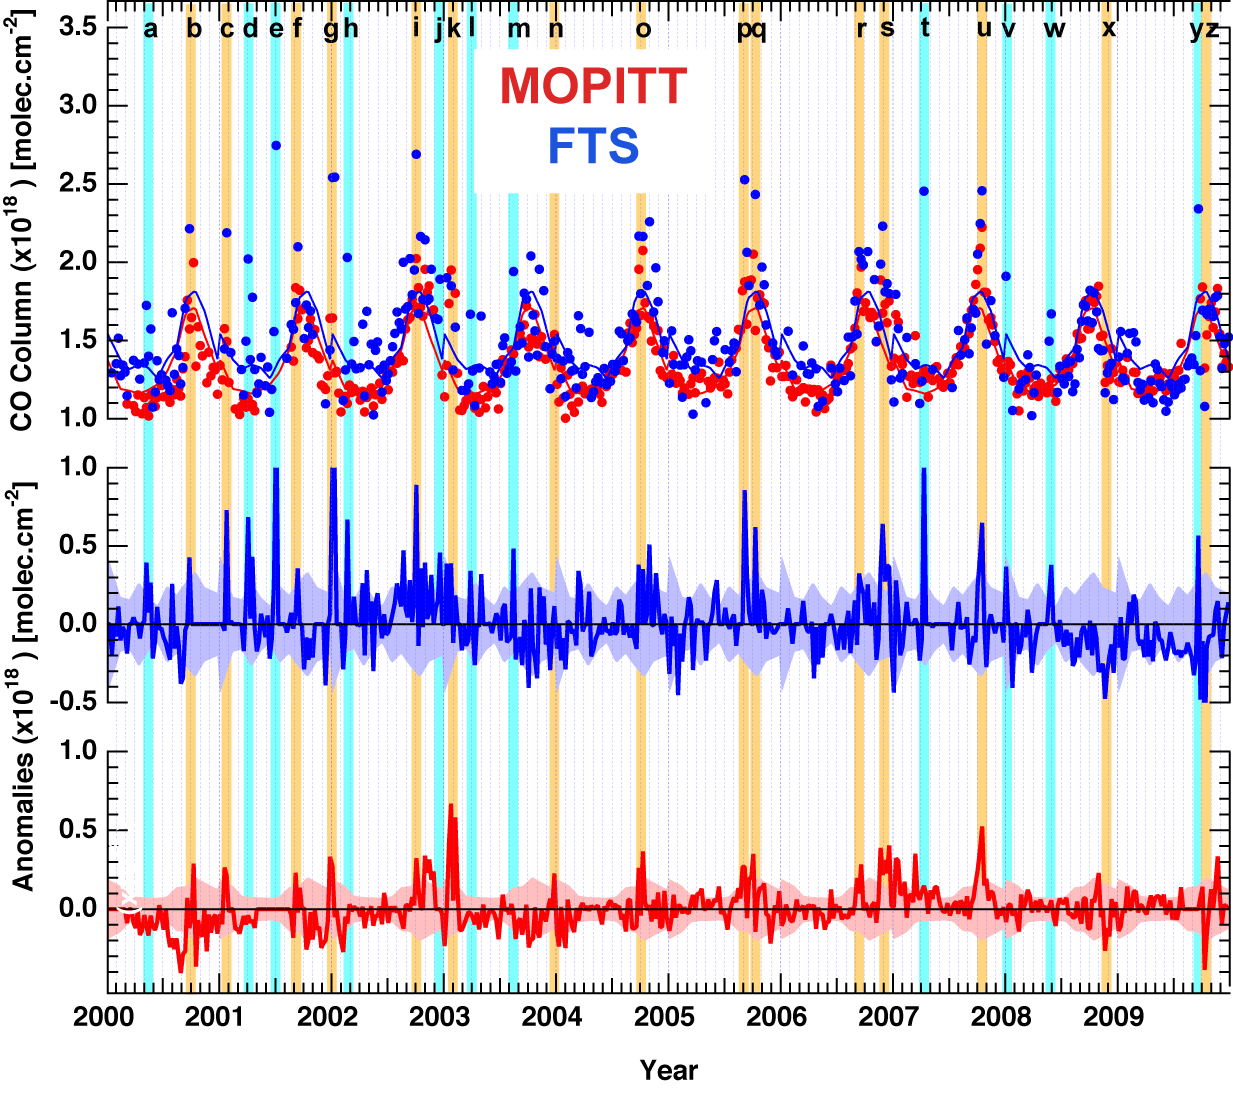 a b c d e f g h i j k l m n o p q r s t u v w x y z
MOPITT
FTS
CO Column (x10^18 ) [molec.cm^-2]
3.5
3.0
2.5
2.0
1.5
1.0
Anomalies (x10^18 ) [molec.cm^-2]
1.0
0.5
0.0
-0.5
1.0
0.5
0.0
2000 2001 2002 2003 2004 2005 2006 2007 2008 2009
Year